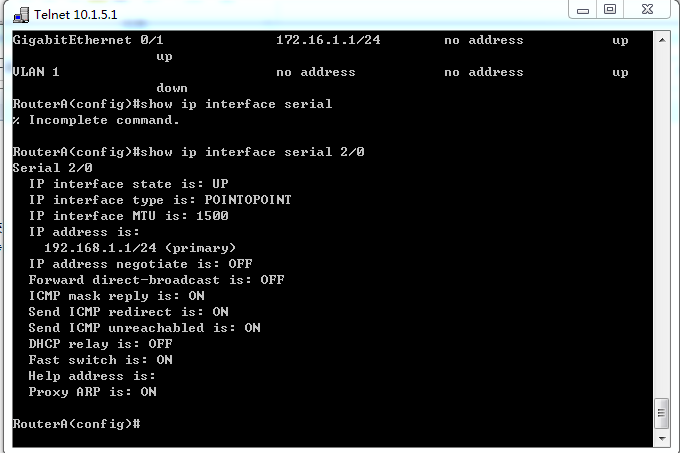 Telnet 10.1.5.1
GigabitEthernet 0/1 172.16.1.1/24 no address up
up
VLAN 1 no address no address up
down
RouterA(config)#show ip interface serial
% Incomplete command.
RouterA(config)#show ip interface serial 2/0
Serial 2/0
IP interface state is: UP
IP interface type is: POINTOPOINT
IP interface MTU is: 1500
IP address is:
192.168.1.1/24 (primary)
IP address negotiate is: OFF
Forward direct-broadcast is: OFF
ICMP mask reply is: ON
Send ICMP redirect is: ON
Send ICMP unreachabled is: ON
DHCP relay is: OFF
Fast switch is: ON
Help address is:
Proxy ARP is: ON
RouterA(config)#